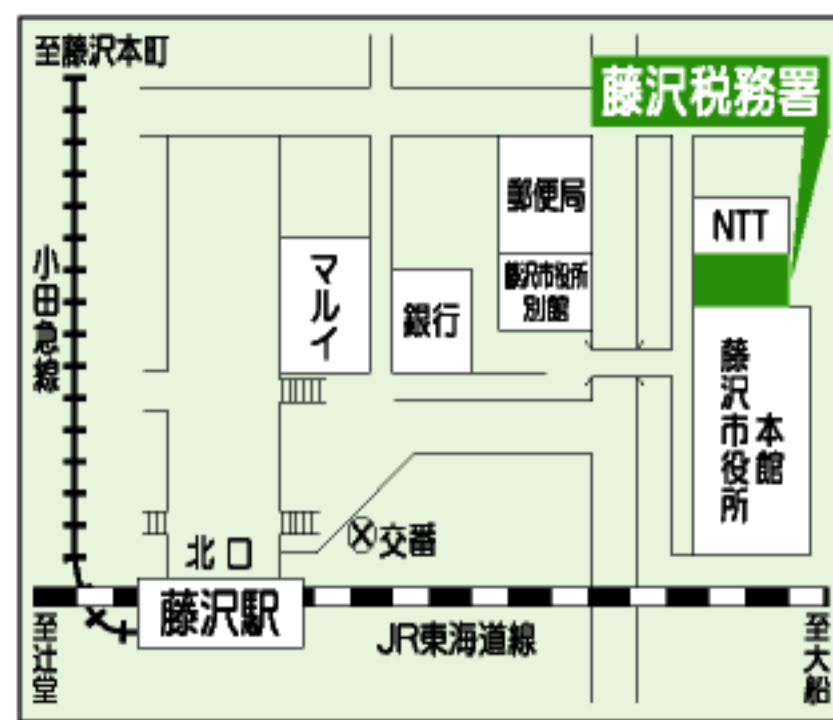 至藤沢本町
藤沢税務署
郵便局
NTT
小田急線
マルイ
銀行
藤沢市役所
別館
藤沢市役所
本館
北口
交番
藤沢駅
JR東海道線
至辻堂
至大船